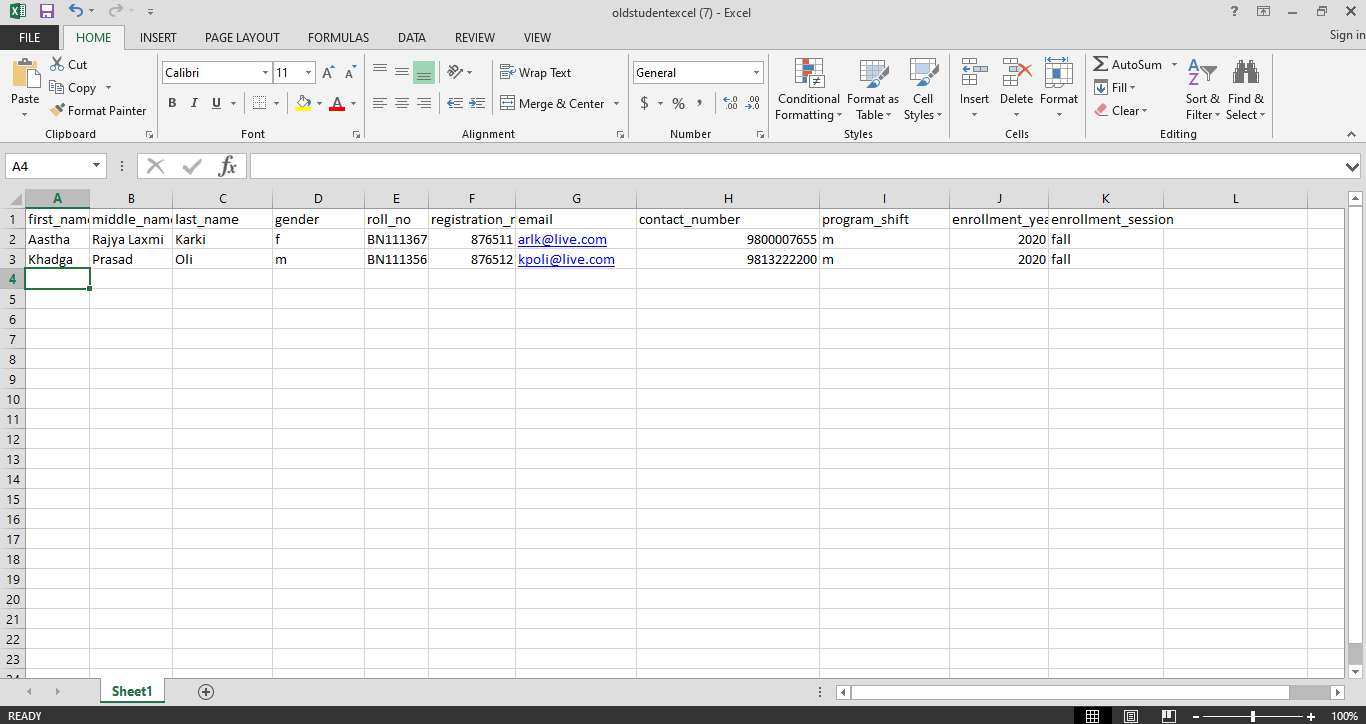 oldstudentexcel (7) - Excel
FILE HOME INSERT PAGE LAYOUT FORMULAS DATA REVIEW VIEW Sign in
Paste Cut Copy Format Painter Clipboard
Calibri 11 B I U A A A Font
Wrap Text Merge & Center Alignment
General $ % , Number
Conditional Formatting Format as Table Cell Styles Styles
Insert Delete Format Cells
AutoSum Fill Clear Sort & Filter Find & Select Editing
A4 fx
A B C D E F G H I J K L
1 first_name middle_name last_name gender roll_no registration_r email contact_number program_shift enrollment_yea enrollment_session
2 Aastha Rajya Laxmi Karki f BN111367 876511 arlk@live.com 9800007655 m 2020 fall
3 Khadga Prasad Oli m BN111356 876512 kpoli@live.com 9813222200 m 2020 fall
4
5
6
7
8
9
10
11
12
13
14
15
16
17
18
19
20
21
22
23
Sheet1
READY 100%